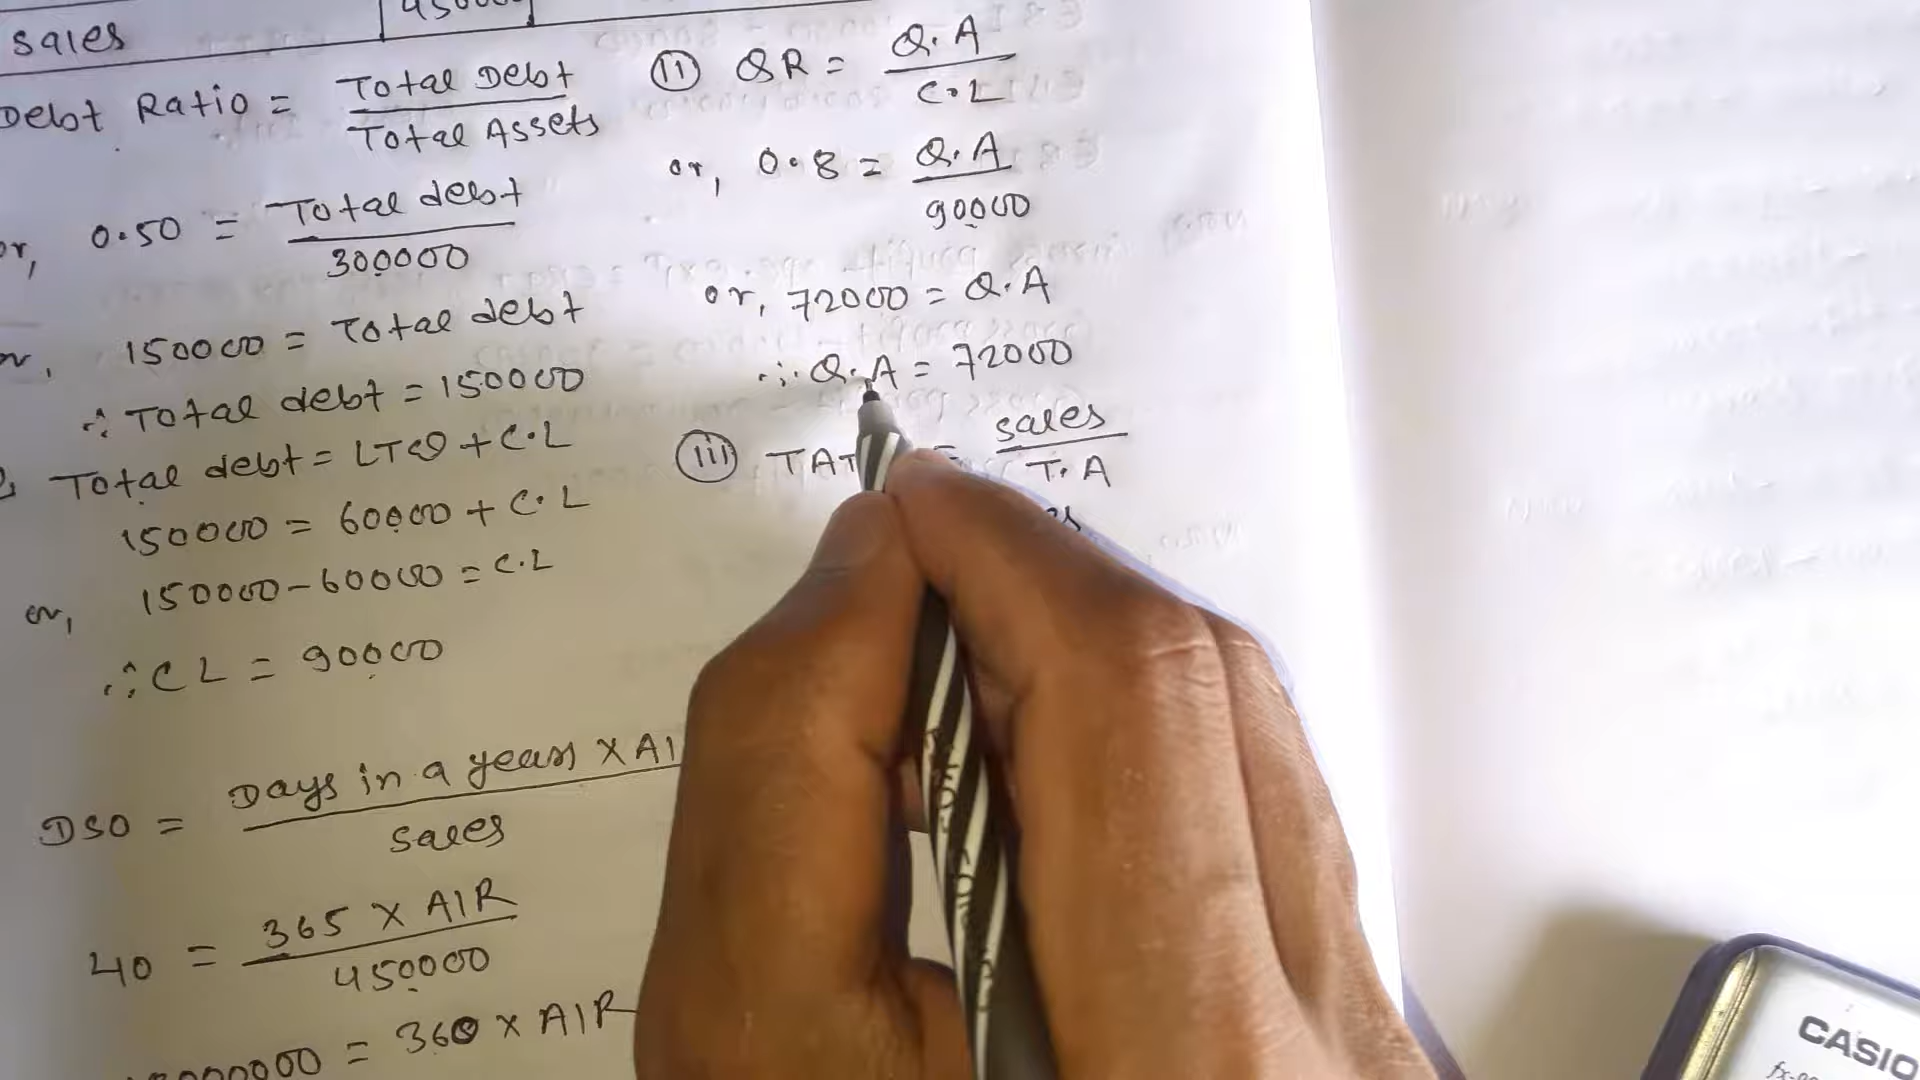 sales
Debt Ratio = Total Debt / Total Assets
or, 0.50 = Total debt / 300000
150000 = Total debt
∴ Total debt = 150000
Total debt = LTD + C.L
150000 = 60000 + C.L
or, 150000 - 60000 = C.L
∴ CL = 90000
DSO = Days in a years X AI / sales
40 = 365 X AIR / 450000
= 360 X AIR
(ii) QR = Q.A / C.L
or, 0.8 = Q.A / 90000
or, 72000 = Q.A
∴ Q.A = 72000
(iii) TAT = sales / T.A
CASIO